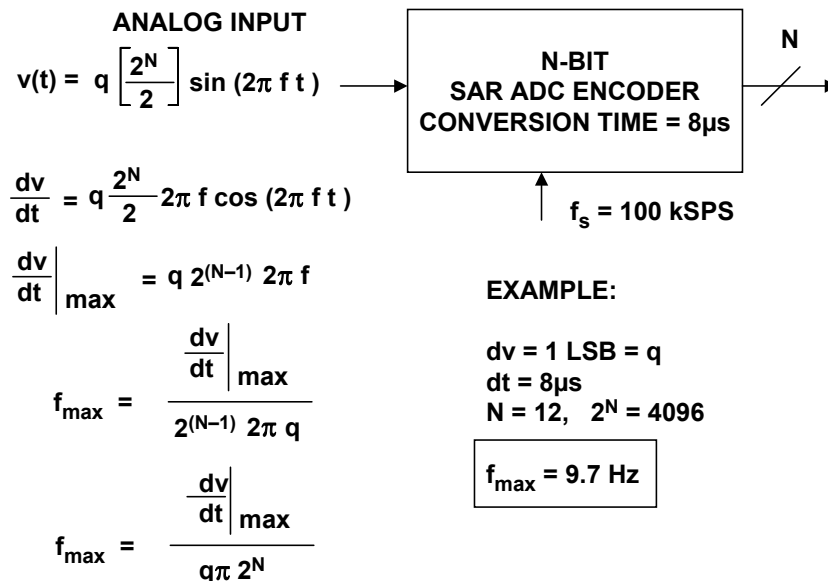 ANALOG INPUT
v(t) = q [2^N / 2] sin (2π f t )
N-BIT
SAR ADC ENCODER
CONVERSION TIME = 8µs
N
f_s = 100 kSPS
dv/dt = q 2^N/2 2π f cos (2π f t )
dv/dt |max = q 2^(N–1) 2π f
f_max = dv/dt |max / 2^(N–1) 2π q
f_max = dv/dt |max / qπ 2^N
EXAMPLE:
dv = 1 LSB = q
dt = 8µs
N = 12, 2^N = 4096
f_max = 9.7 Hz